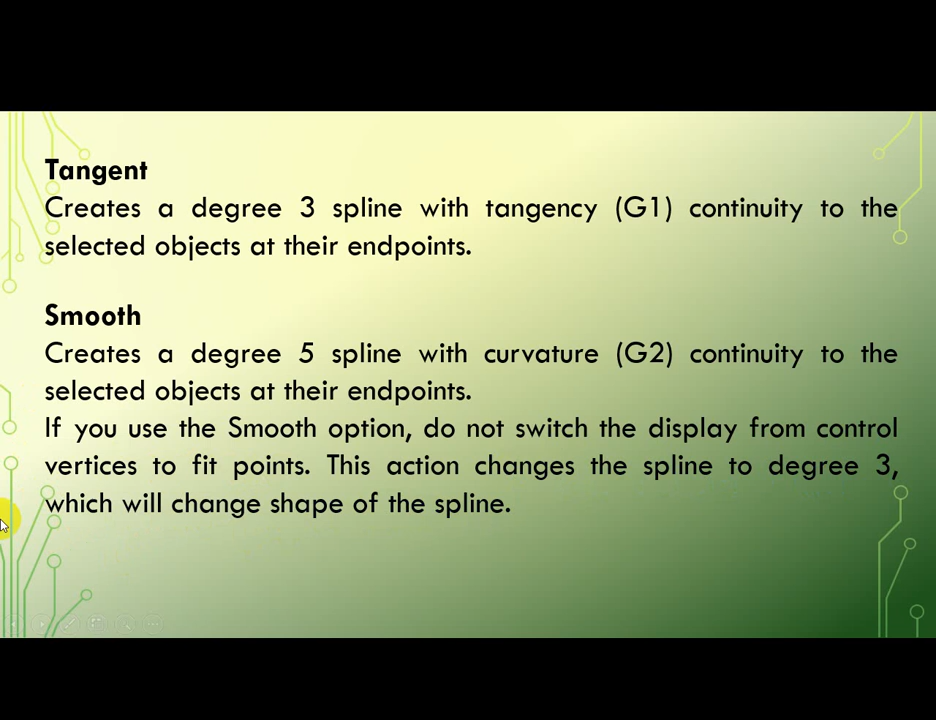 Tangent
Creates a degree 3 spline with tangency (G1) continuity to the
selected objects at their endpoints.
Smooth
Creates a degree 5 spline with curvature (G2) continuity to the
selected objects at their endpoints.
If you use the Smooth option, do not switch the display from control
vertices to fit points. This action changes the spline to degree 3,
which will change shape of the spline.